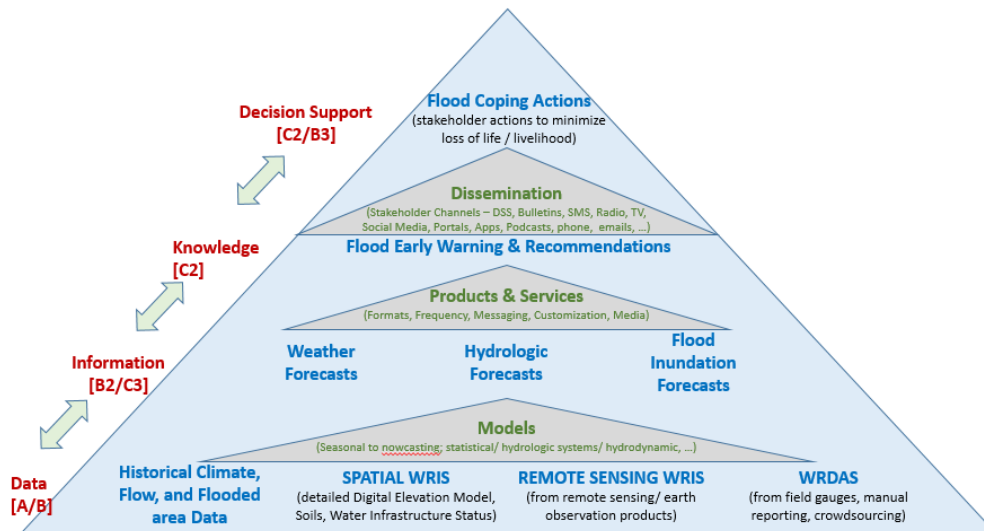 Flood Coping Actions
(stakeholder actions to minimize
loss of life / livelihood)
Decision Support
[C2/B3]
Dissemination
(Stakeholder Channels – DSS, Bulletins, SMS, Radio, TV,
Social Media, Portals, Apps, Podcasts, phone, emails, ...)
Knowledge
[C2]
Flood Early Warning & Recommendations
Products & Services
(Formats, Frequency, Messaging, Customization, Media)
Information
[B2/C3]
Weather
Forecasts
Hydrologic
Forecasts
Flood
Inundation
Forecasts
Models
(Seasonal to nowcasting; statistical/ hydrologic systems/ hydrodynamic, ...)
Data
[A/B]
Historical Climate,
Flow, and Flooded
area Data
SPATIAL WRIS
(detailed Digital Elevation Model,
Soils, Water Infrastructure Status)
REMOTE SENSING WRIS
(from remote sensing/ earth
observation products)
WRDAS
(from field gauges, manual
reporting, crowdsourcing)